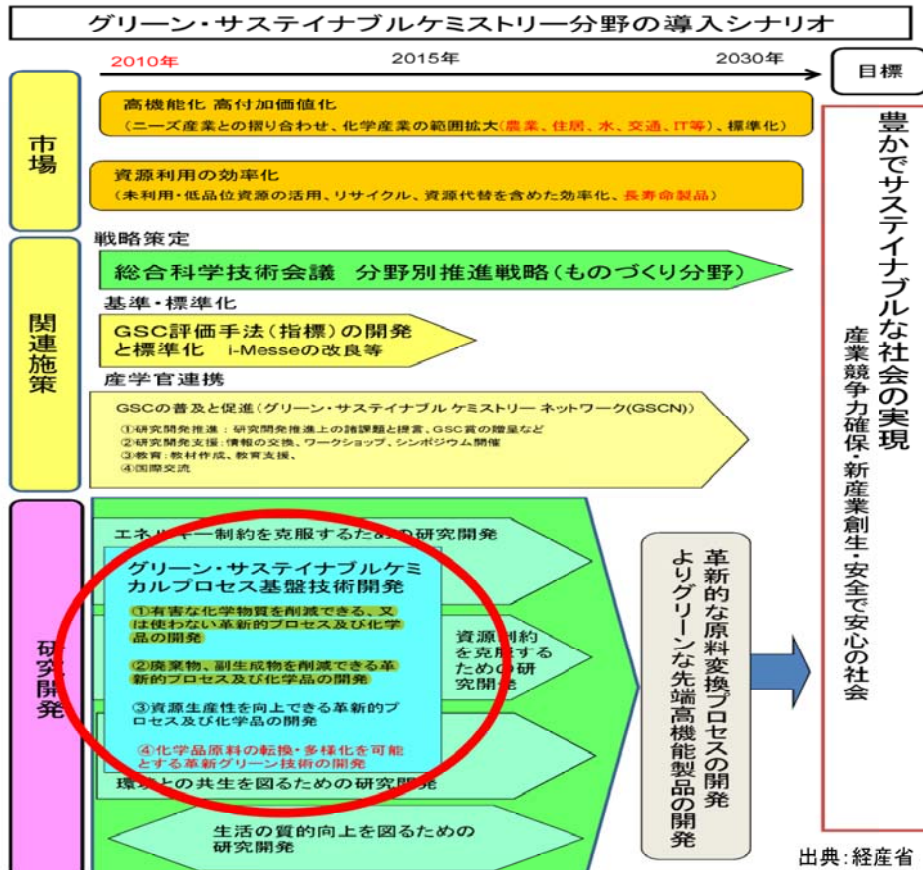 グリーン・サステイナブルケミストリー分野の導入シナリオ
2010年
2015年
2030年
目標
市場
高機能化 高付加価値化
(ニーズ産業との摺り合わせ、化学産業の範囲拡大(農業、住居、水、交通、IT等)、標準化)
資源利用の効率化
(未利用・低品位資源の活用、リサイクル、資源代替を含めた効率化、長寿命製品)
関連施策
戦略策定
総合科学技術会議 分野別推進戦略(ものづくり分野)
基準・標準化
GSC評価手法(指標)の開発
と標準化 i-Messeの改良等
産学官連携
GSCの普及と促進(グリーン・サステイナブル ケミストリー ネットワーク(GSCN))
①研究開発推進:研究開発推進上の諸課題と提言、GSC賞の贈呈など
②研究開発支援:情報の交換、ワークショップ、シンポジウム開催
③教育:教材作成、教育支援、
④国際交流
研究開発
エネルギー制約を克服するための研究開発
グリーン・サステイナブルケミ
カルプロセス基盤技術開発
①有害な化学物質を削減できる、又
は使わない革新的プロセス及び化学
品の開発
②廃棄物、副生成物を削減できる革
新的プロセス及び化学品の開発
③資源生産性を向上できる革新的プ
ロセス及び化学品の開発
④化学品原料の転換・多様化を可能
とする革新グリーン技術の開発
資源制約
を克服する
ための研
究開発
環境との共生を図るための研究開発
生活の質的向上を図るための
研究開発
革新的な原料変換プロセスの開発
よりグリーンな先端高機能製品の開発
豊かでサステイナブルな社会の実現
産業競争力確保・新産業創生・安全で安心の社会
出典:経産省